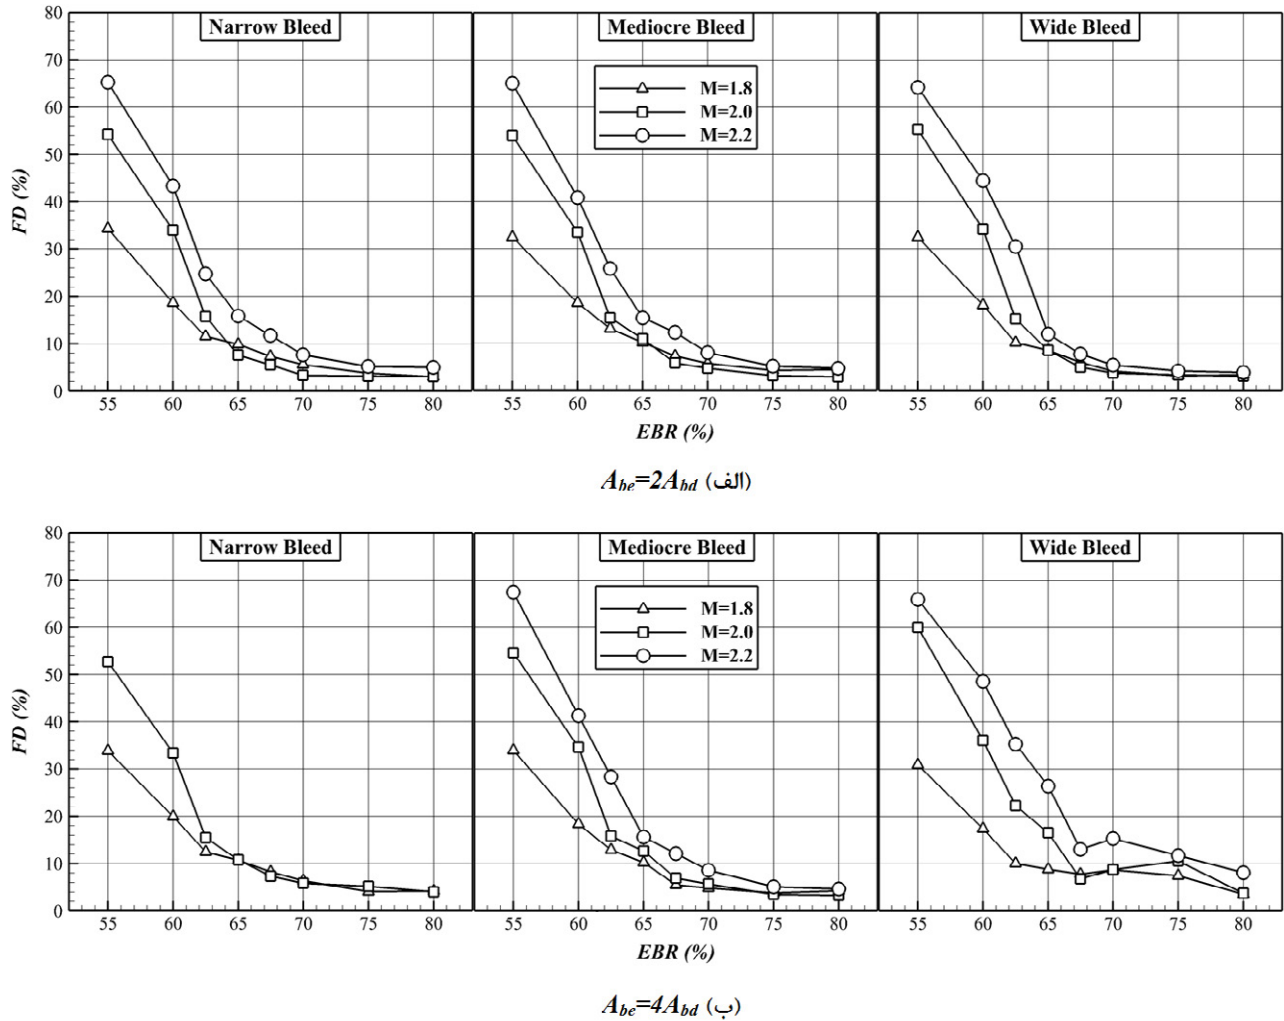 Narrow Bleed
Mediocre Bleed
Wide Bleed
M=1.8
M=2.0
M=2.2
80
70
60
50
40
30
20
10
0
FD (%)
55 60 65 70 75 80
55 60 65 70 75 80
55 60 65 70 75 80
EBR (%)
(الف) Abe=2Abd
Narrow Bleed
Mediocre Bleed
Wide Bleed
M=1.8
M=2.0
M=2.2
80
70
60
50
40
30
20
10
0
FD (%)
55 60 65 70 75 80
55 60 65 70 75 80
55 60 65 70 75 80
EBR (%)
(ب) Abe=4Abd